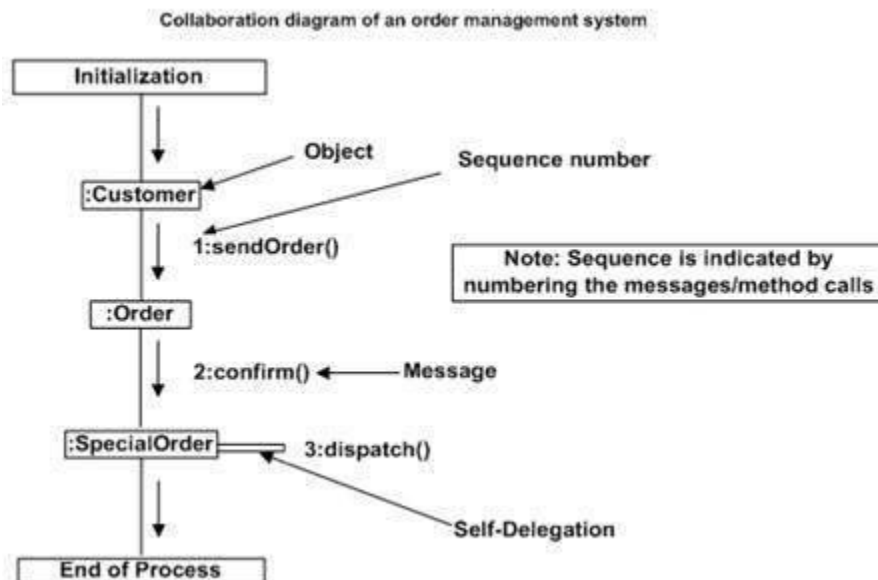 Collaboration diagram of an order management system
Initialization
Object
Sequence number
:Customer
1:sendOrder()
Note: Sequence is indicated by
numbering the messages/method calls
:Order
2:confirm()
Message
:SpecialOrder
3:dispatch()
Self-Delegation
End of Process